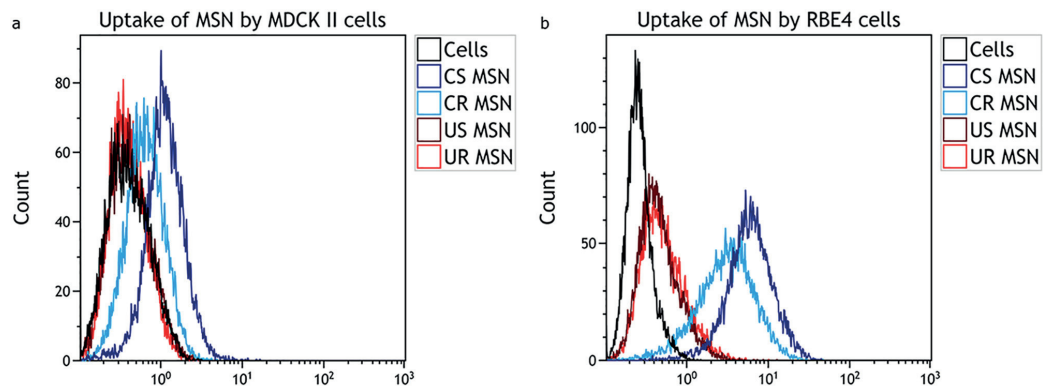 a
Uptake of MSN by MDCK II cells
Count
80
60
40
20
0
10⁰
10¹
10²
10³
Cells
CS MSN
CR MSN
US MSN
UR MSN
b
Uptake of MSN by RBE4 cells
Count
100
50
0
10⁰
10¹
10²
10³
Cells
CS MSN
CR MSN
US MSN
UR MSN